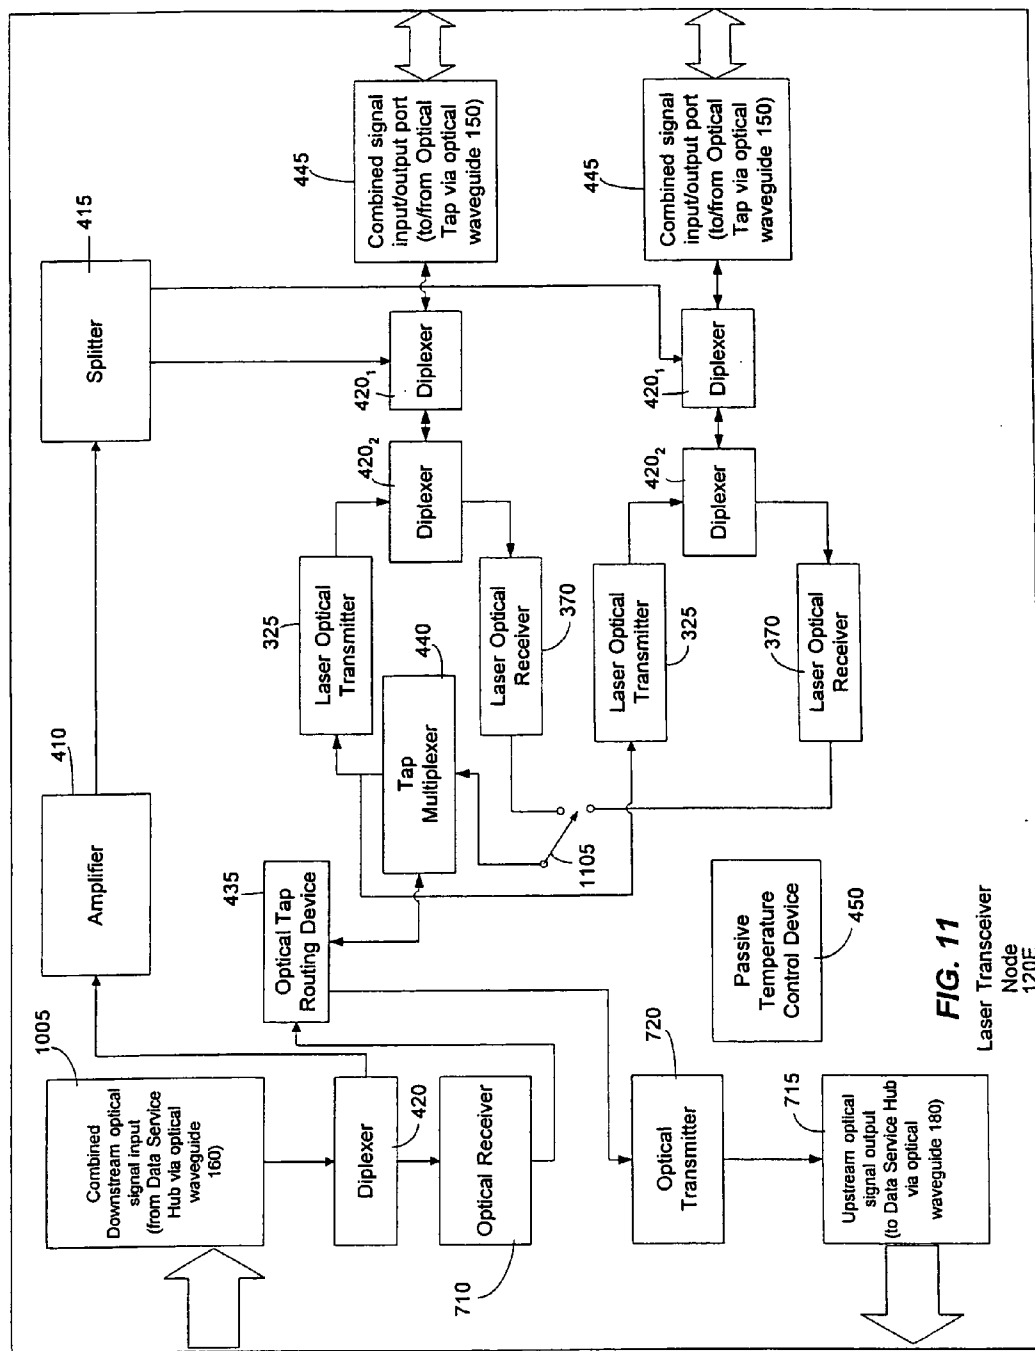 1005
Combined
Downstream optical
signal input
(from Data Service
Hub via optical
waveguide
160)
410
Amplifier
415
Splitter
Diplexer
420
710
Optical Receiver
435
Optical Tap
Routing Device
325
Laser Optical
Transmitter
440
Tap
Multiplexer
Diplexer
420₂
Diplexer
420₁
445
Combined signal
input/output port
(to/from Optical
Tap via optical
waveguide 150)
Laser Optical
Receiver
370
1105
Laser Optical
Transmitter
325
Diplexer
420₂
Diplexer
420₁
445
Combined signal
input/output port
(to/from Optical
Tap via optical
waveguide 150)
370
Laser Optical
Receiver
720
Optical
Transmitter
715
Upstream optical
signal output
(to Data Service Hub
via optical
waveguide 180)
Passive
Temperature
Control Device
450
FIG. 11
Laser Transceiver
Node